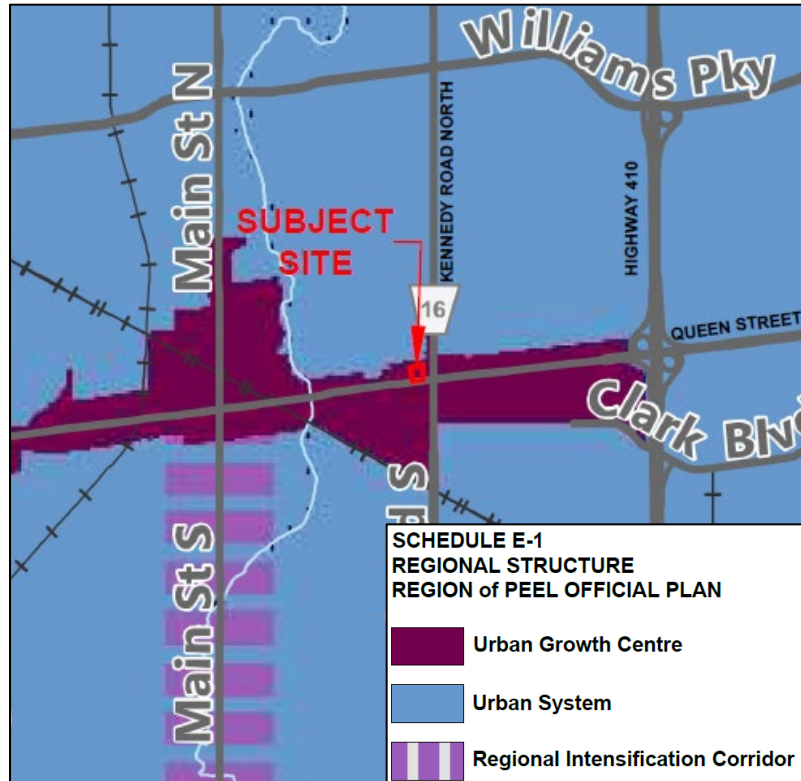 Williams Pky
Main St N
KENNEDY ROAD NORTH
HIGHWAY 410
SUBJECT
SITE
16
QUEEN STREET
Clark Blv
d S
Main St S
SCHEDULE E-1
REGIONAL STRUCTURE
REGION of PEEL OFFICIAL PLAN
Urban Growth Centre
Urban System
Regional Intensification Corridor